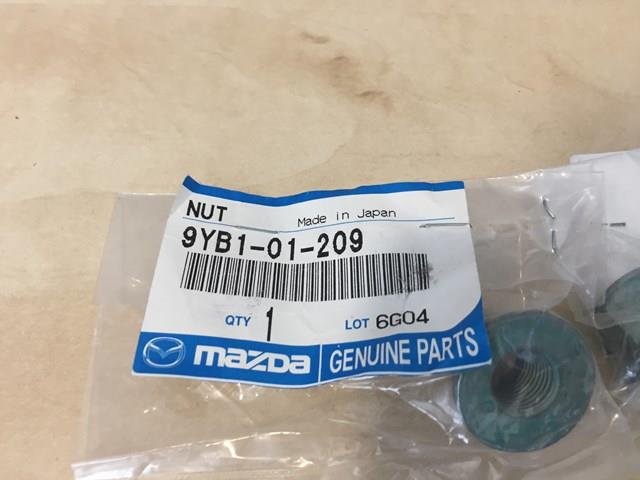 NUT
Made in Japan
9YB1-01-209
QTY 1 LOT 6G04
mazda GENUINE PARTS